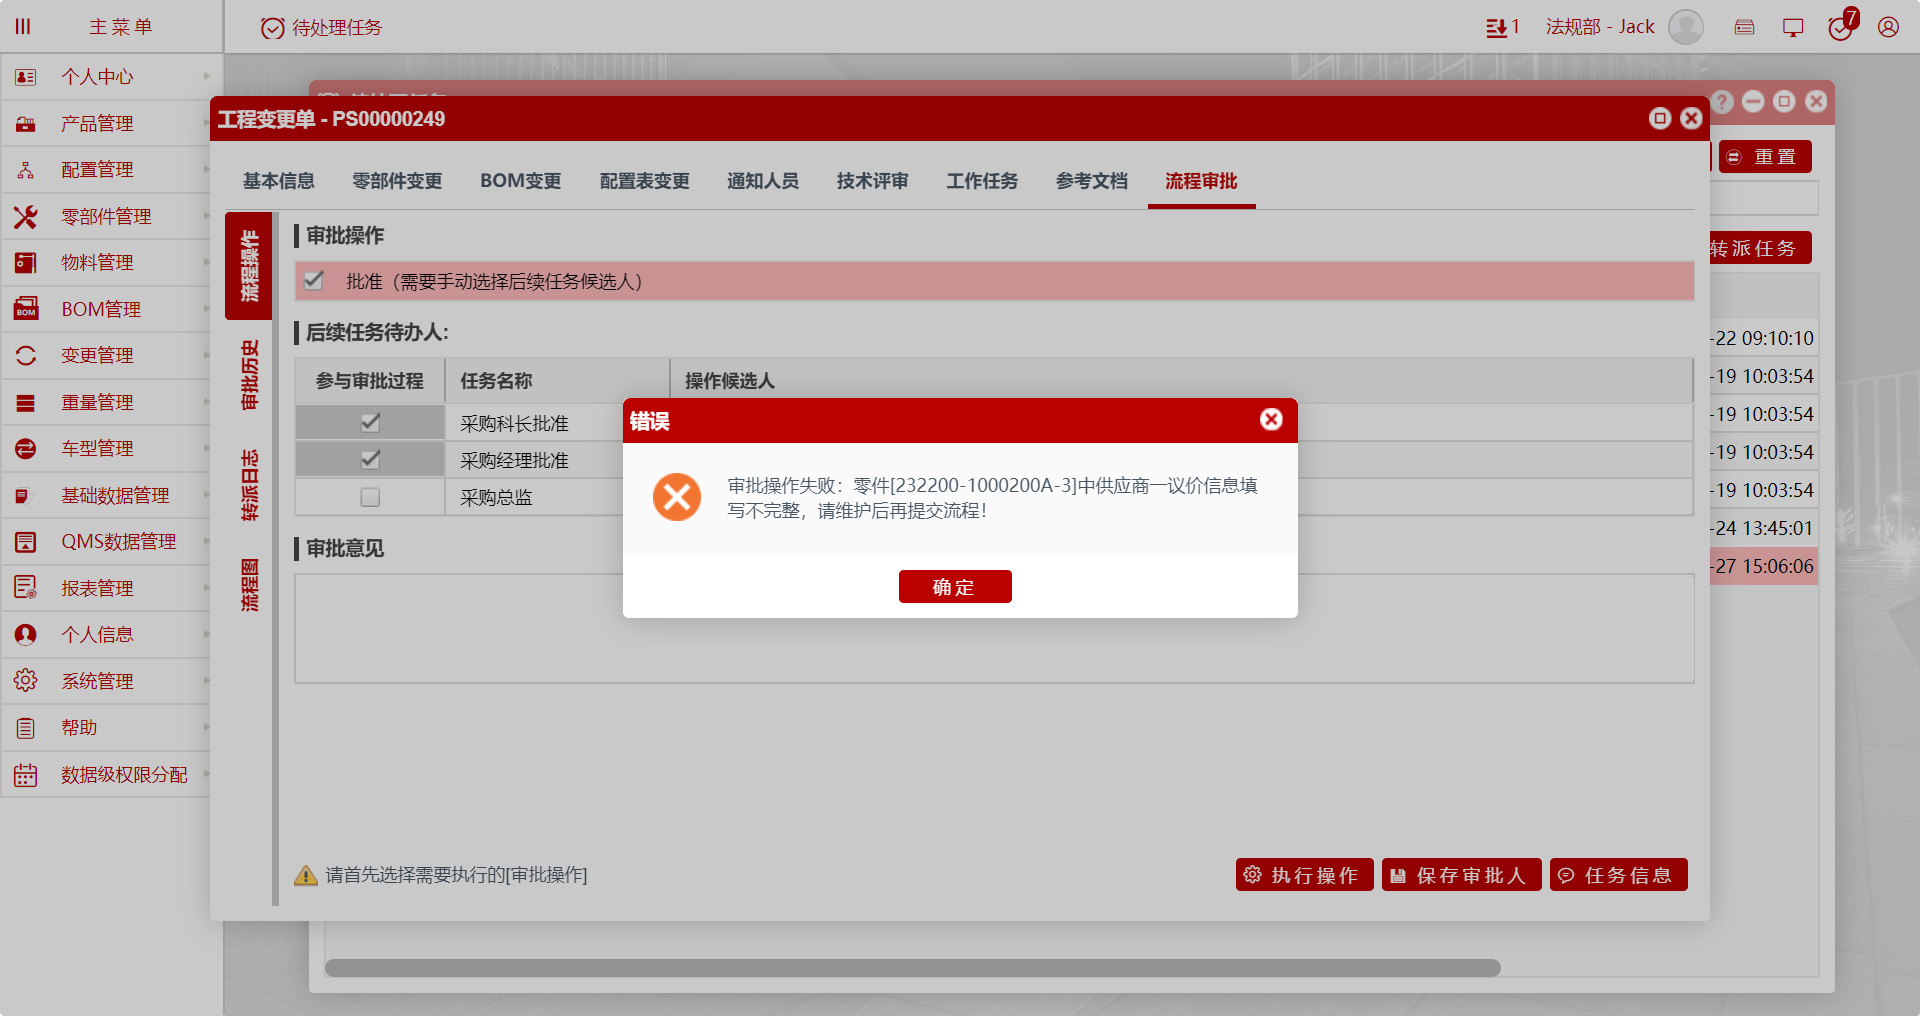 主菜单
待处理任务
1
法规部 - Jack
7
个人中心
产品管理
配置管理
零部件管理
物料管理
BOM
BOM管理
变更管理
重量管理
车型管理
基础数据管理
QMS数据管理
报表管理
个人信息
系统管理
帮助
数据级权限分配
工程变更单 - PS00000249
基本信息
零部件变更
BOM变更
配置表变更
通知人员
技术评审
工作任务
参考文档
流程审批
流程操作
审批历史
转派日志
流程图
审批操作
批准（需要手动选择后续任务候选人）
后续任务待办人:
参与审批过程
任务名称
操作候选人
采购科长批准
采购经理批准
采购总监
审批意见
错误
审批操作失败：零件[232200-1000200A-3]中供应商一议价信息填
写不完整，请维护后再提交流程！
确定
请首先选择需要执行的[审批操作]
执行操作
保存审批人
任务信息
重置
转派任务
-22 09:10:10
-19 10:03:54
-19 10:03:54
-19 10:03:54
-19 10:03:54
-24 13:45:01
-27 15:06:06